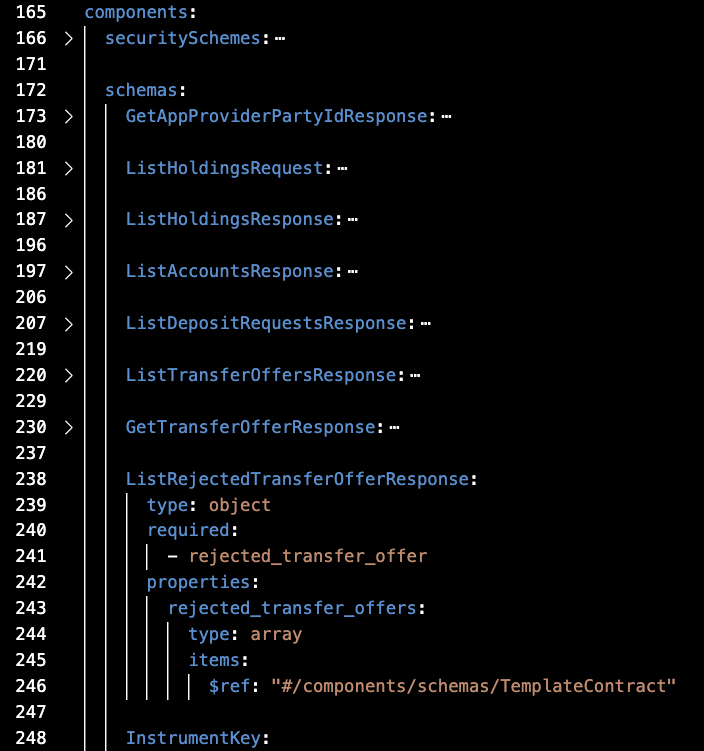 165 components:
166 > securitySchemes:⋯
171
172 schemas:
173 > GetAppProviderPartyIdResponse:⋯
180
181 > ListHoldingsRequest:⋯
186
187 > ListHoldingsResponse:⋯
196
197 > ListAccountsResponse:⋯
206
207 > ListDepositRequestsResponse:⋯
219
220 > ListTransferOffersResponse:⋯
229
230 > GetTransferOfferResponse:⋯
237
238 ListRejectedTransferOfferResponse:
239 type: object
240 required:
241 - rejected_transfer_offer
242 properties:
243 rejected_transfer_offers:
244 type: array
245 items:
246 $ref: "#/components/schemas/TemplateContract"
247
248 InstrumentKey: